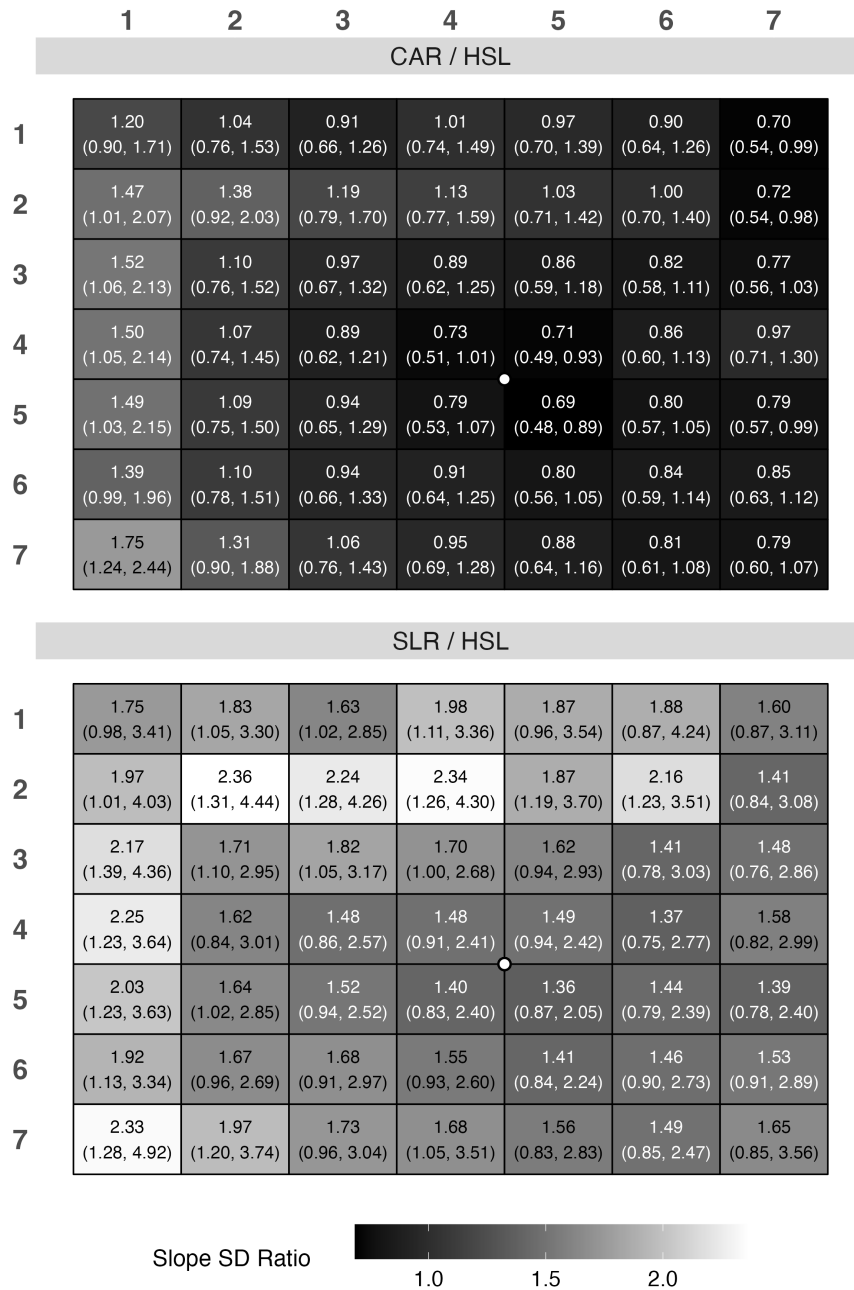 1 2 3 4 5 6 7
CAR / HSL
1.20 1.04 0.91 1.01 0.97 0.90 0.70
1
(0.90, 1.71) (0.76, 1.53) (0.66, 1.26) (0.74, 1.49) (0.70, 1.39) (0.64, 1.26) (0.54, 0.99)
1.47 1.38 1.19 1.13 1.03 1.00 0.72
2
(1.01, 2.07) (0.92, 2.03) (0.79, 1.70) (0.77, 1.59) (0.71, 1.42) (0.70, 1.40) (0.54, 0.98)
1.52 1.10 0.97 0.89 0.86 0.82 0.77
3
(1.06, 2.13) (0.76, 1.52) (0.67, 1.32) (0.62, 1.25) (0.59, 1.18) (0.58, 1.11) (0.56, 1.03)
1.50 1.07 0.89 0.73 0.71 0.86 0.97
4
(1.05, 2.14) (0.74, 1.45) (0.62, 1.21) (0.51, 1.01) (0.49, 0.93) (0.60, 1.13) (0.71, 1.30)
1.49 1.09 0.94 0.79 0.69 0.80 0.79
5
(1.03, 2.15) (0.75, 1.50) (0.65, 1.29) (0.53, 1.07) (0.48, 0.89) (0.57, 1.05) (0.57, 0.99)
1.39 1.10 0.94 0.91 0.80 0.84 0.85
6
(0.99, 1.96) (0.78, 1.51) (0.66, 1.33) (0.64, 1.25) (0.56, 1.05) (0.59, 1.14) (0.63, 1.12)
1.75 1.31 1.06 0.95 0.88 0.81 0.79
7
(1.24, 2.44) (0.90, 1.88) (0.76, 1.43) (0.69, 1.28) (0.64, 1.16) (0.61, 1.08) (0.60, 1.07)
SLR / HSL
1.75 1.83 1.63 1.98 1.87 1.88 1.60
1
(0.98, 3.41) (1.05, 3.30) (1.02, 2.85) (1.11, 3.36) (0.96, 3.54) (0.87, 4.24) (0.87, 3.11)
1.97 2.36 2.24 2.34 1.87 2.16 1.41
2
(1.01, 4.03) (1.31, 4.44) (1.28, 4.26) (1.26, 4.30) (1.19, 3.70) (1.23, 3.51) (0.84, 3.08)
2.17 1.71 1.82 1.70 1.62 1.41 1.48
3
(1.39, 4.36) (1.10, 2.95) (1.05, 3.17) (1.00, 2.68) (0.94, 2.93) (0.78, 3.03) (0.76, 2.86)
2.25 1.62 1.48 1.48 1.49 1.37 1.58
4
(1.23, 3.64) (0.84, 3.01) (0.86, 2.57) (0.91, 2.41) (0.94, 2.42) (0.75, 2.77) (0.82, 2.99)
2.03 1.64 1.52 1.40 1.36 1.44 1.39
5
(1.23, 3.63) (1.02, 2.85) (0.94, 2.52) (0.83, 2.40) (0.87, 2.05) (0.79, 2.39) (0.78, 2.40)
1.92 1.67 1.68 1.55 1.41 1.46 1.53
6
(1.13, 3.34) (0.96, 2.69) (0.91, 2.97) (0.93, 2.60) (0.84, 2.24) (0.90, 2.73) (0.91, 2.89)
2.33 1.97 1.73 1.68 1.56 1.49 1.65
7
(1.28, 4.92) (1.20, 3.74) (0.96, 3.04) (1.05, 3.51) (0.83, 2.83) (0.85, 2.47) (0.85, 3.56)
Slope SD Ratio
1.0 1.5 2.0